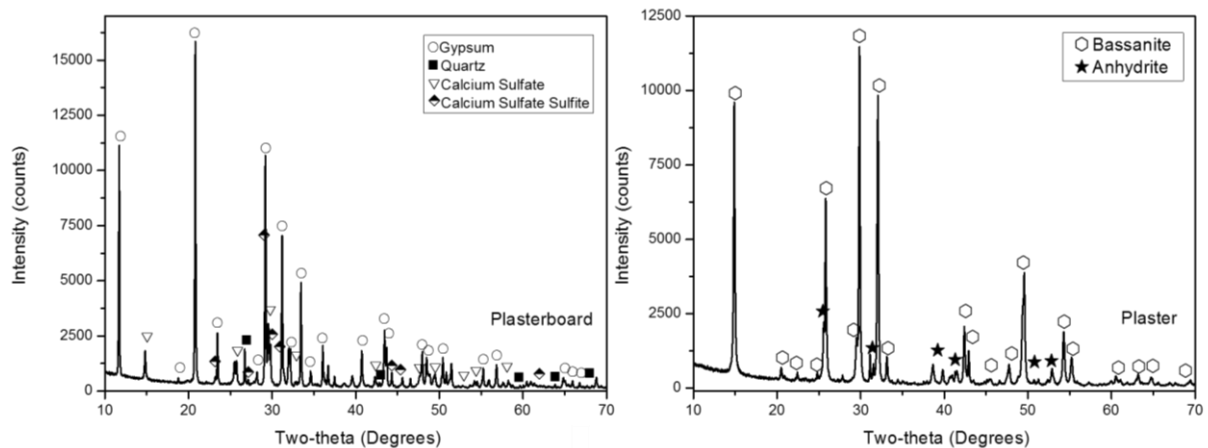 15000
12500
10000
7500
5000
2500
0
Intensity (counts)
Gypsum
Quartz
Calcium Sulfate
Calcium Sulfate Sulfite
Plasterboard
10 20 30 40 50 60 70
Two-theta (Degrees)
12500
10000
7500
5000
2500
0
Intensity (counts)
Bassanite
Anhydrite
Plaster
10 20 30 40 50 60 70
Two-theta (Degrees)